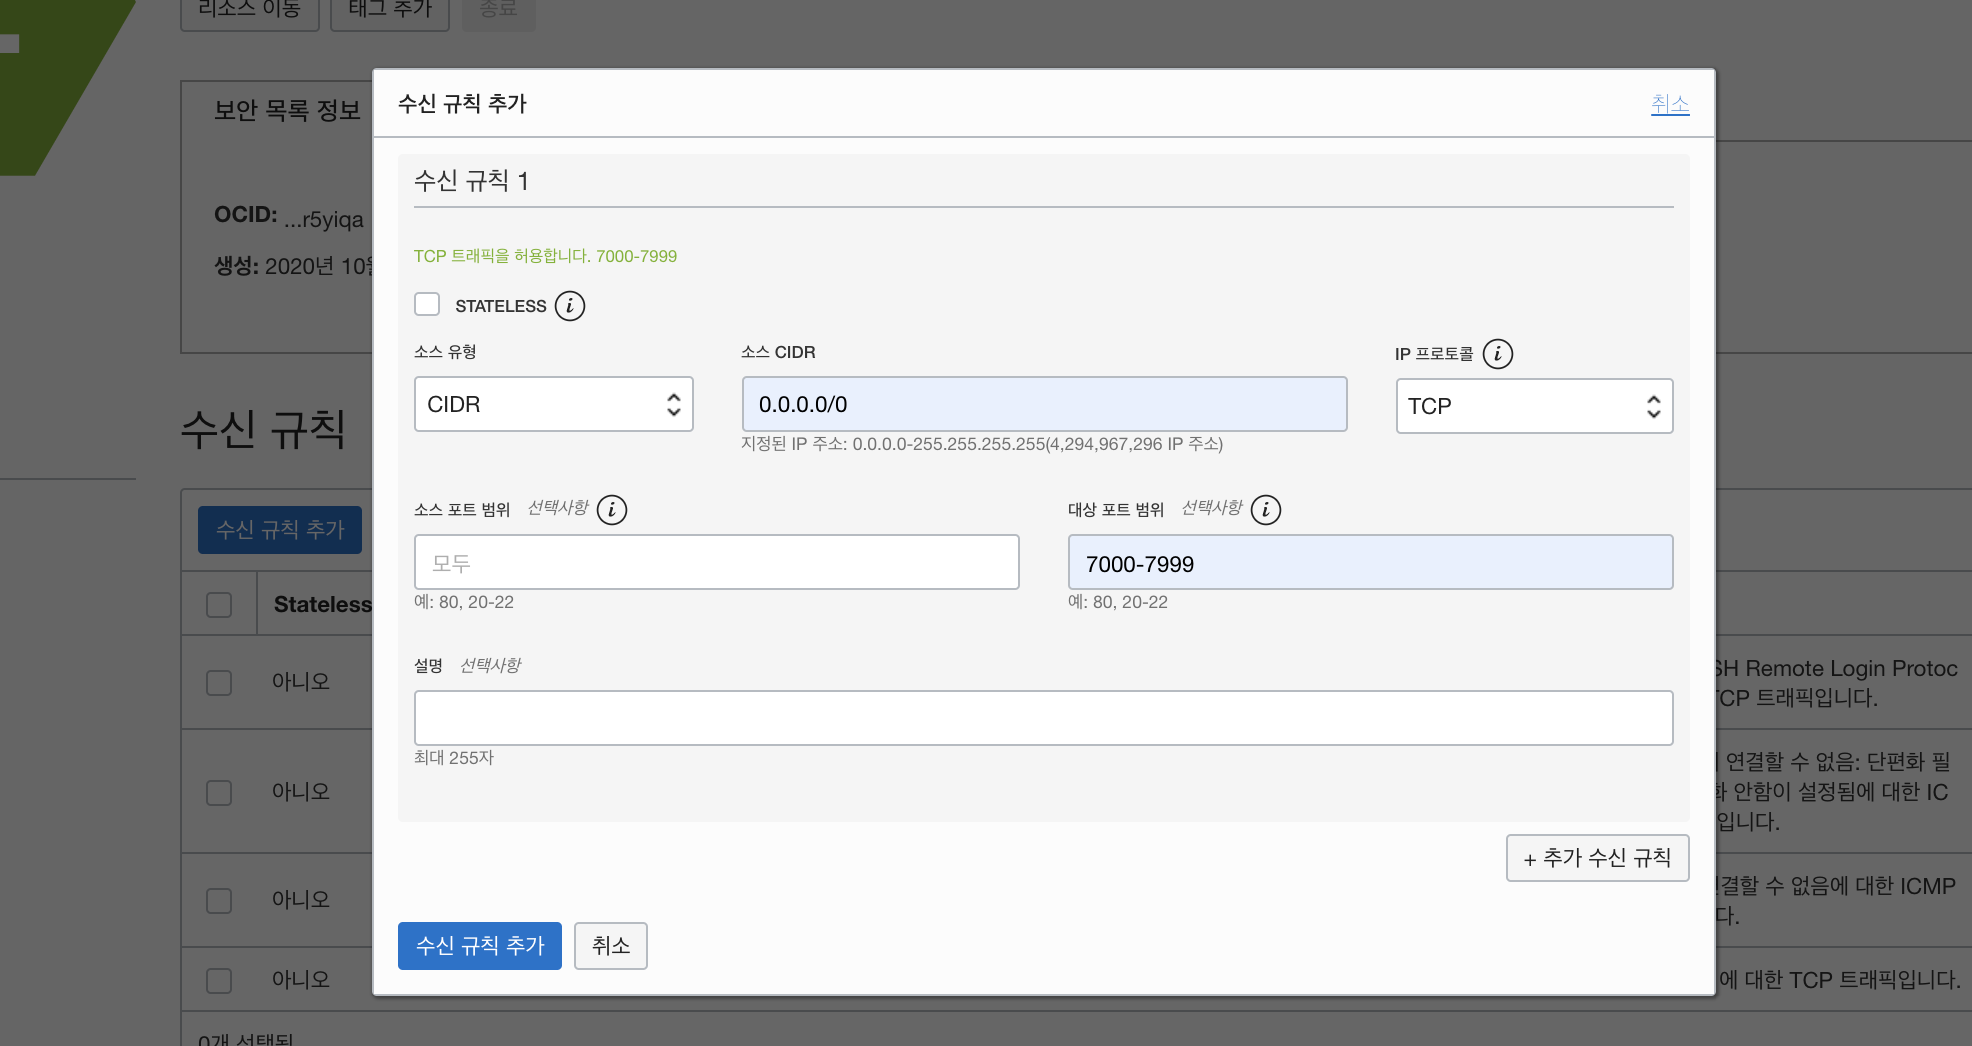 리소스 이동 태그 추가 종료
보안 목록 정보
OCID: ...r5yiqa
생성: 2020년 10월
수신 규칙
수신 규칙 추가
Stateless
아니오
SH Remote Login Protoc
TCP 트래픽입니다.
아니오
연결할 수 없음: 단편화 필
화 안함이 설정됨에 대한 IC
입니다.
아니오
연결할 수 없음에 대한 ICMP
다.
아니오
에 대한 TCP 트래픽입니다.
0개 선택됨
수신 규칙 추가 취소
수신 규칙 1
TCP 트래픽을 허용합니다. 7000-7999
STATELESS i
소스 유형 소스 CIDR IP 프로토콜 i
CIDR 0.0.0.0/0 TCP
지정된 IP 주소: 0.0.0.0-255.255.255.255(4,294,967,296 IP 주소)
소스 포트 범위 선택사항 i 대상 포트 범위 선택사항 i
모두 7000-7999
예: 80, 20-22 예: 80, 20-22
설명 선택사항
최대 255자
+ 추가 수신 규칙
수신 규칙 추가 취소